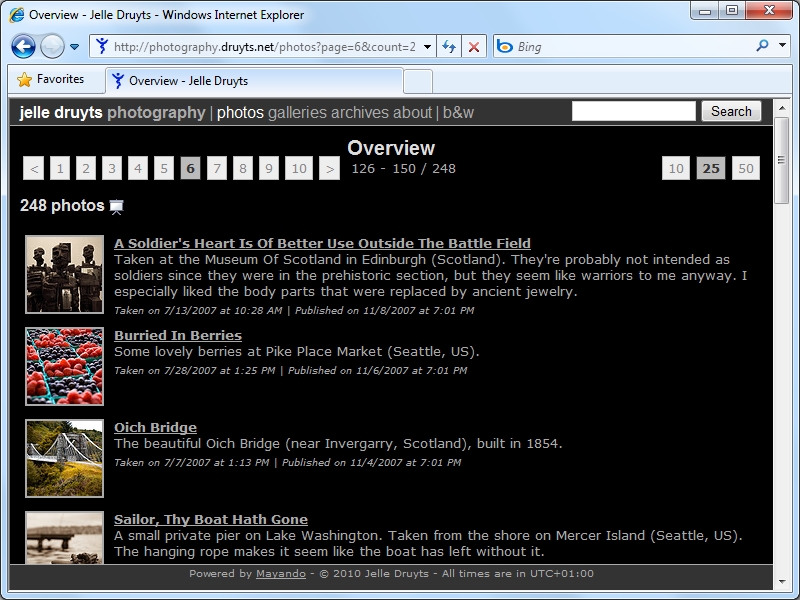 Overview - Jelle Druyts - Windows Internet Explorer
http://photography.druyts.net/photos?page=6&count=2
Bing
Favorites
Overview - Jelle Druyts
jelle druyts photography | photos galleries archives about | b&w
Search
Overview
< 1 2 3 4 5 6 7 8 9 10 >
126 - 150 / 248
10 25 50
248 photos
A Soldier's Heart Is Of Better Use Outside The Battle Field
Taken at the Museum Of Scotland in Edinburgh (Scotland). They're probably not intended as
soldiers since they were in the prehistoric section, but they seem like warriors to me anyway. I
especially liked the body parts that were replaced by ancient jewelry.
Taken on 7/13/2007 at 10:28 AM | Published on 11/8/2007 at 7:01 PM
Burried In Berries
Some lovely berries at Pike Place Market (Seattle, US).
Taken on 7/28/2007 at 1:25 PM | Published on 11/6/2007 at 7:01 PM
Oich Bridge
The beautiful Oich Bridge (near Invergarry, Scotland), built in 1854.
Taken on 7/7/2007 at 1:13 PM | Published on 11/4/2007 at 7:01 PM
Sailor, Thy Boat Hath Gone
A small private pier on Lake Washington. Taken from the shore on Mercer Island (Seattle, US).
The hanging rope makes it seem like the boat has left without it.
Powered by Mayando - © 2010 Jelle Druyts - All times are in UTC+01:00